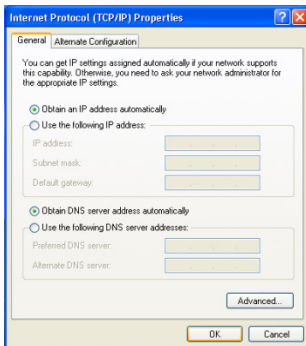 Internet Protocol (TCP/IP) Properties
General
Alternate Configuration
You can get IP settings assigned automatically if your network supports
this capability. Otherwise, you need to ask your network administrator for
the appropriate IP settings.
Obtain an IP address automatically
Use the following IP address:
IP address:
Subnet mask:
Default gateway:
Obtain DNS server address automatically
Use the following DNS server addresses:
Preferred DNS server:
Alternate DNS server:
Advanced...
OK
Cancel